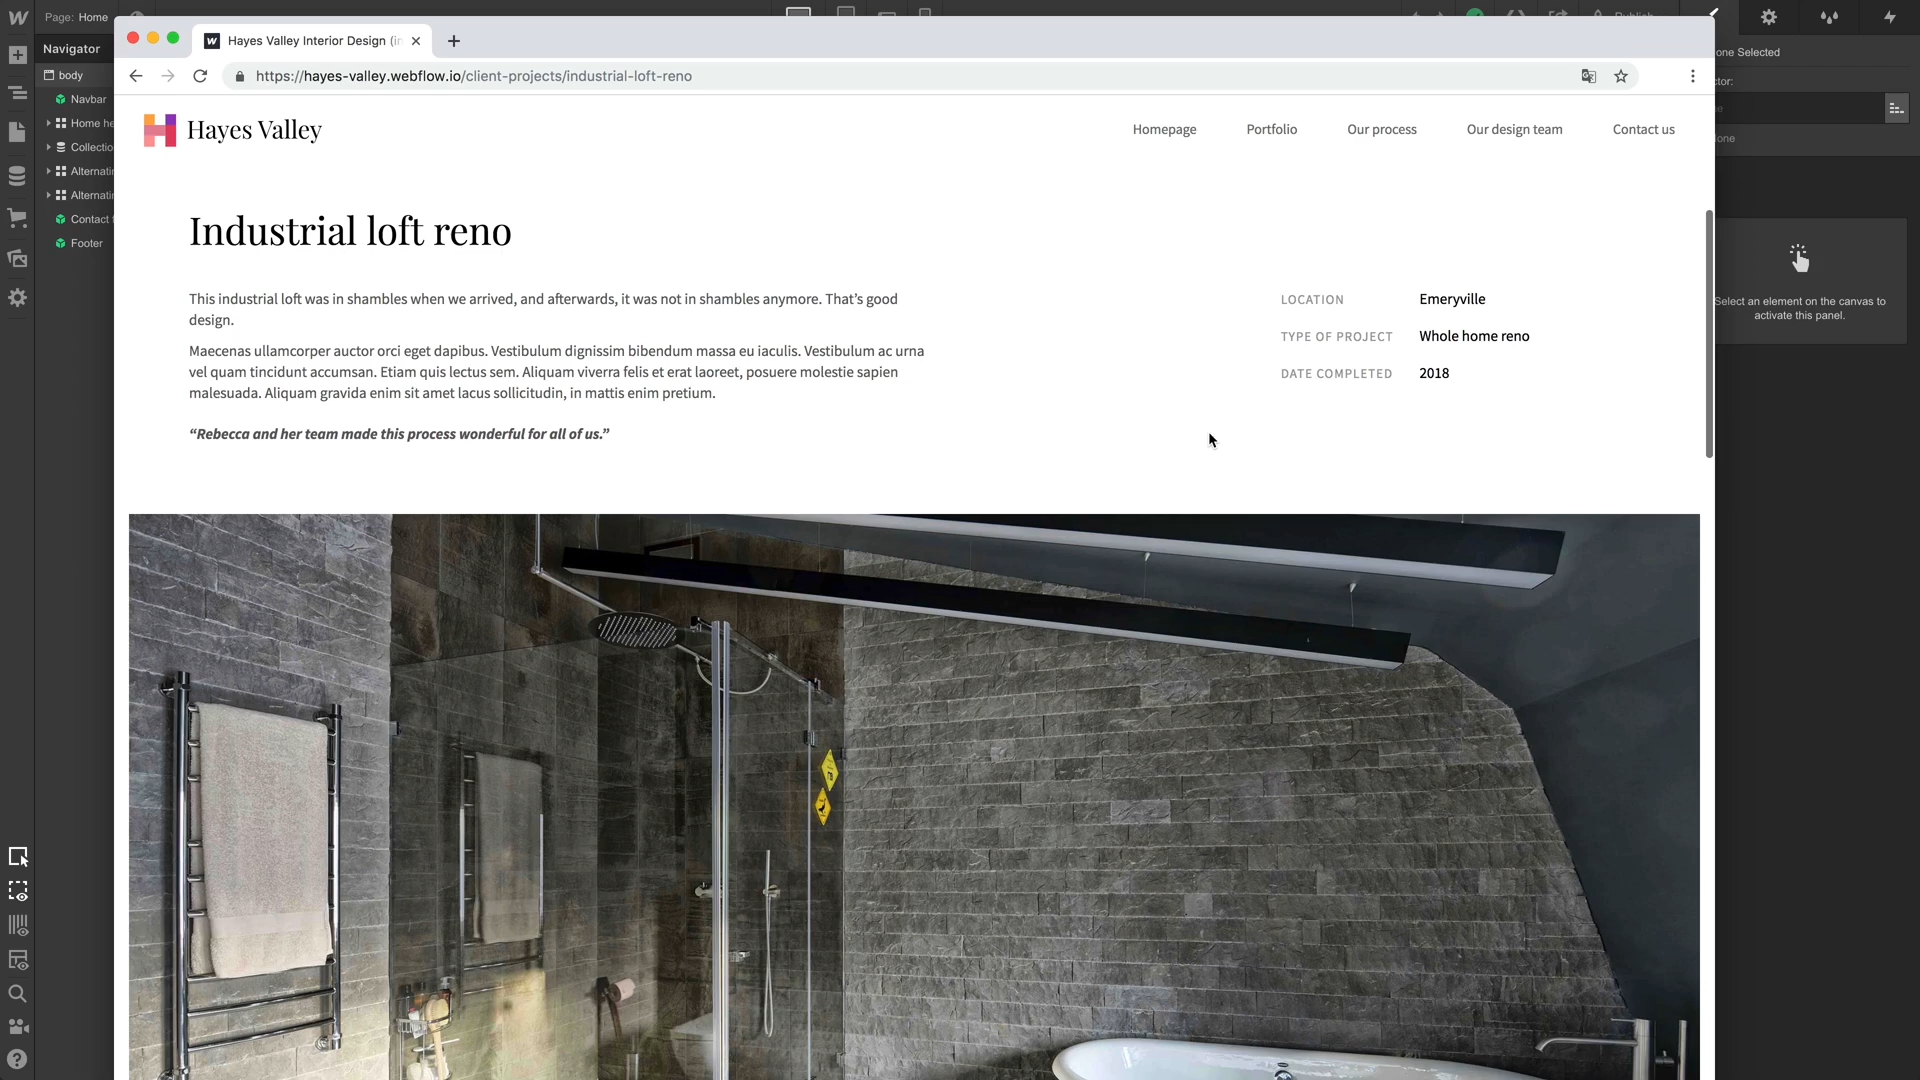 Page: Home
Navigator
body
Navbar
Home he
Collectio
Alternati
Alternati
Contact
Footer
Hayes Valley Interior Design (in
https://hayes-valley.webflow.io/client-projects/industrial-loft-reno
Hayes Valley
Homepage
Portfolio
Our process
Our design team
Contact us
Industrial loft reno
This industrial loft was in shambles when we arrived, and afterwards, it was not in shambles anymore. That’s good
design.
Maecenas ullamcorper auctor orci eget dapibus. Vestibulum dignissim bibendum massa eu iaculis. Vestibulum ac urna
vel quam tincidunt accumsan. Etiam quis lectus sem. Aliquam viverra felis et erat laoreet, posuere molestie sapien
malesuada. Aliquam gravida enim sit amet lacus sollicitudin, in mattis enim pretium.
“Rebecca and her team made this process wonderful for all of us.”
LOCATION Emeryville
TYPE OF PROJECT Whole home reno
DATE COMPLETED 2018
one Selected
ctor:
one
Select an element on the canvas to
activate this panel.